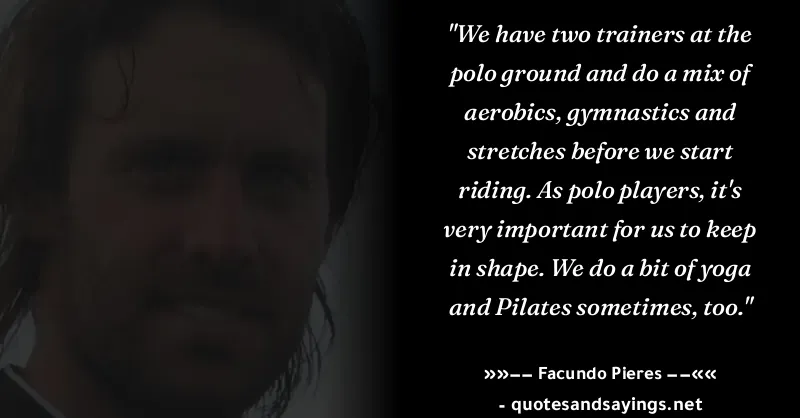 "We have two trainers at the
polo ground and do a mix of
aerobics, gymnastics and
stretches before we start
riding. As polo players, it's
very important for us to keep
in shape. We do a bit of yoga
and Pilates sometimes, too."
»»−− Facundo Pieres −−««
- quotesandsayings.net